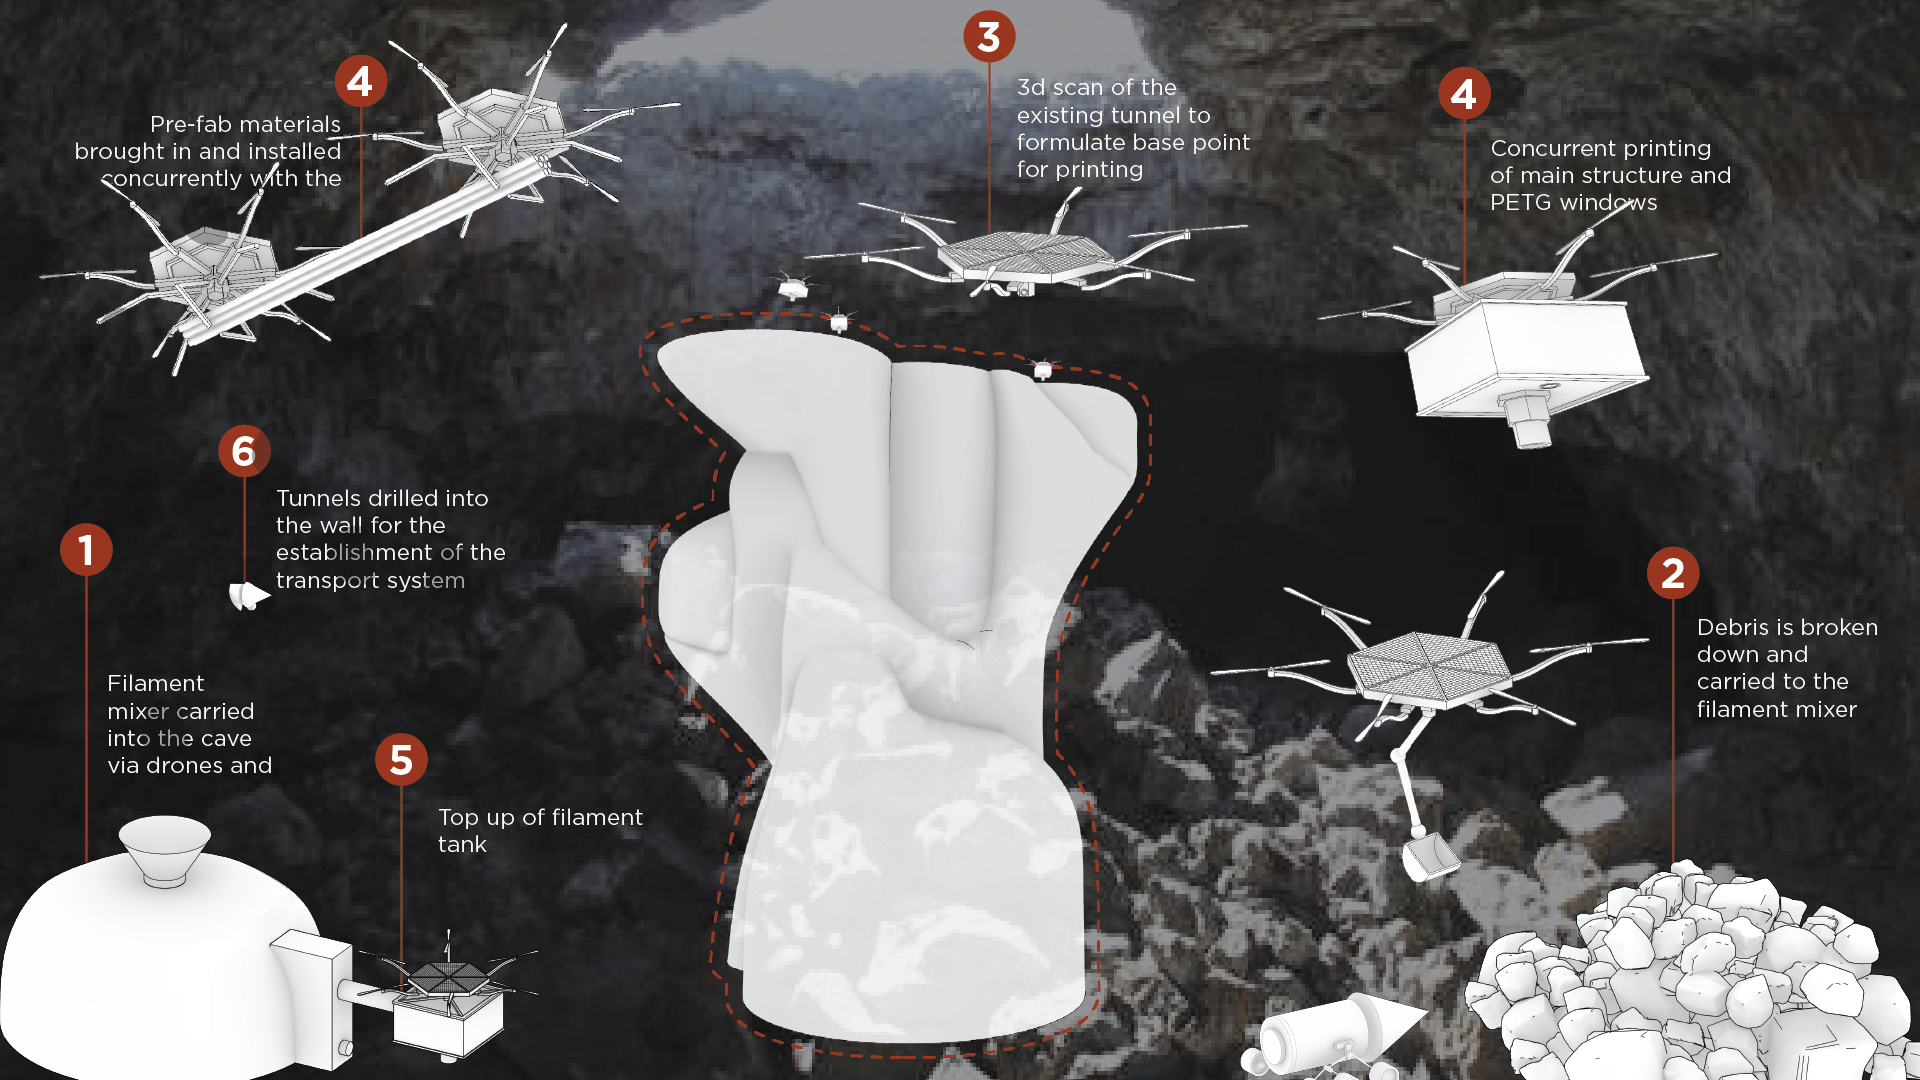 1
Filament
mixer carried
into the cave
via drones and
2
Debris is broken
down and
carried to the
filament mixer
3
3d scan of the
existing tunnel to
formulate base point
for printing
4
Pre-fab materials
brought in and installed
concurrently with the
4
Concurrent printing
of main structure and
PETG windows
5
Top up of filament
tank
6
Tunnels drilled into
the wall for the
establishment of the
transport system